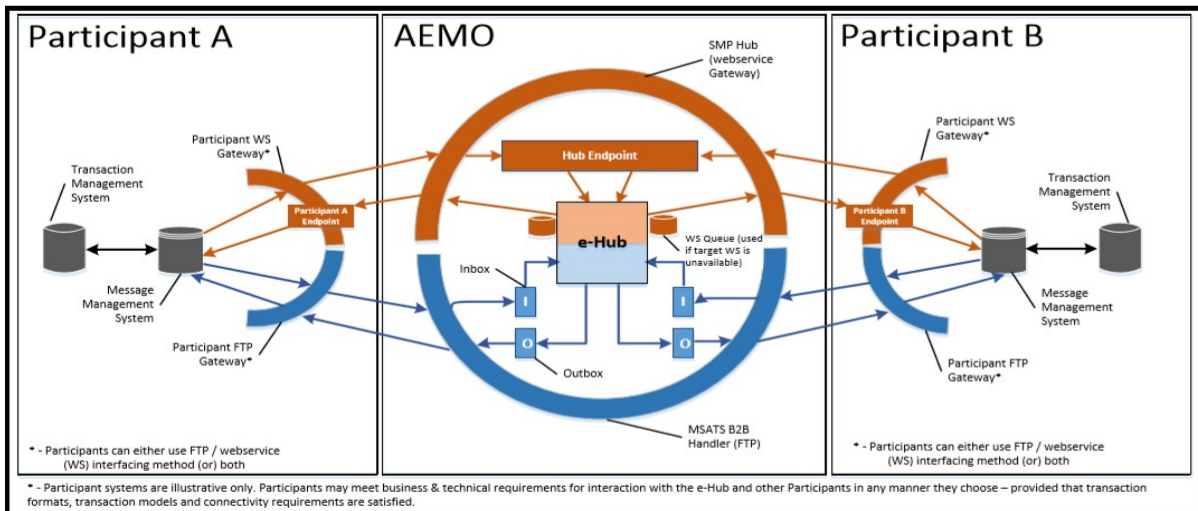 Participant A
AEMO
Participant B
SMP Hub
(webservice
Gateway)
Participant WS
Gateway*
Transaction
Management
System
Participant A
Endpoint
Message
Management
System
Participant FTP
Gateway*
* - Participants can either use FTP / webservice
(WS) interfacing method (or) both
Hub Endpoint
e-Hub
WS Queue (used
if target WS is
unavailable)
Inbox
I
I
O
O
Outbox
MSATS B2B
Handler (FTP)
Participant WS
Gateway*
Transaction
Management
System
Participant B
Endpoint
Message
Management
System
Participant FTP
Gateway*
* - Participants can either use FTP / webservice
(WS) interfacing method (or) both
* - Participant systems are illustrative only. Participants may meet business & technical requirements for interaction with the e-Hub and other Participants in any manner they choose – provided that transaction
formats, transaction models and connectivity requirements are satisfied.